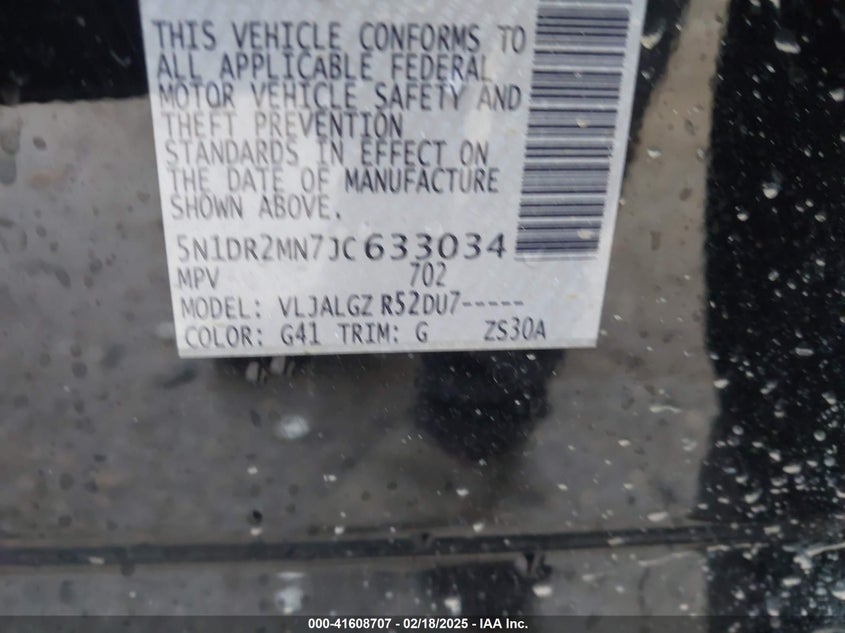 THIS VEHICLE CONFORMS TO
ALL APPLICABLE FEDERAL
MOTOR VEHICLE SAFETY AND
THEFT PREVENTION
STANDARDS IN EFFECT ON
THE DATE OF MANUFACTURE
SHOWN ABOVE.
5N1DR2MN7JC633034
MPV 702
MODEL: VLJALGZ R52DU7-----
COLOR: G41 TRIM: G ZS30A
000-41608707 - 02/18/2025 - IAA Inc.